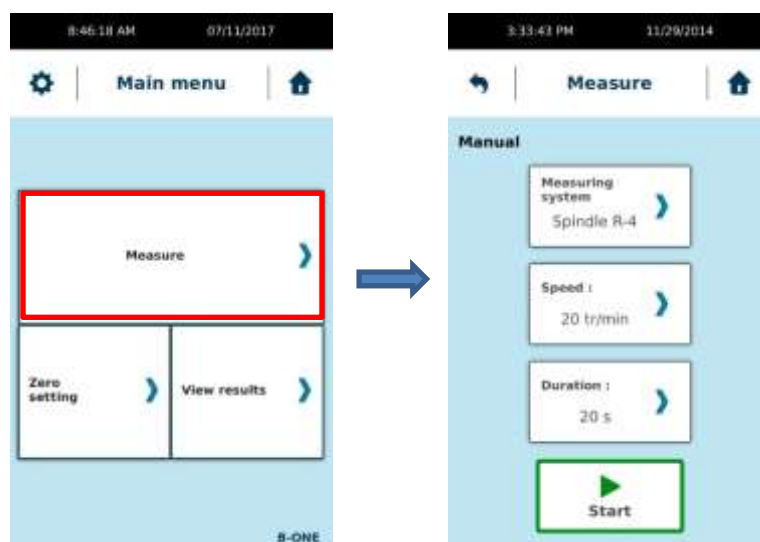 8:46:18 AM 07/11/2017
Main menu
Measure
Zero
setting
View results
B-ONE
3:33:43 PM 11/29/2014
Measure
Manual
Measuring
system
Spindle R-4
Speed :
20 tr/min
Duration :
20 s
Start